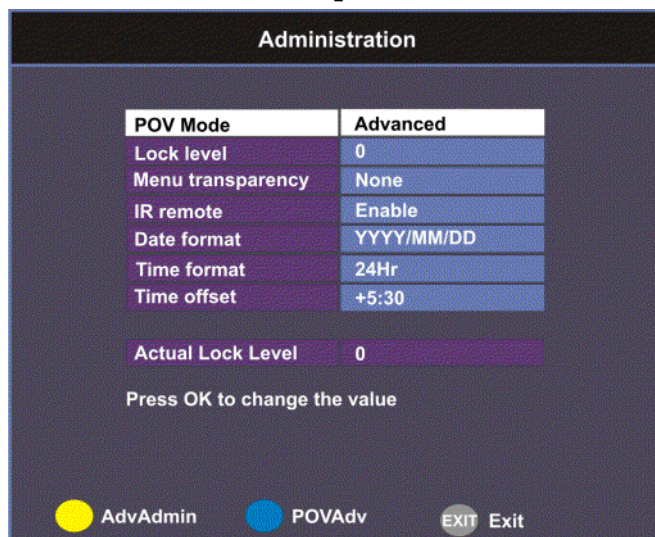 Administration
POV Mode Advanced
Lock level 0
Menu transparency None
IR remote Enable
Date format YYYY/MM/DD
Time format 24Hr
Time offset +5:30
Actual Lock Level 0
Press OK to change the value
AdvAdmin POVAdv EXIT Exit